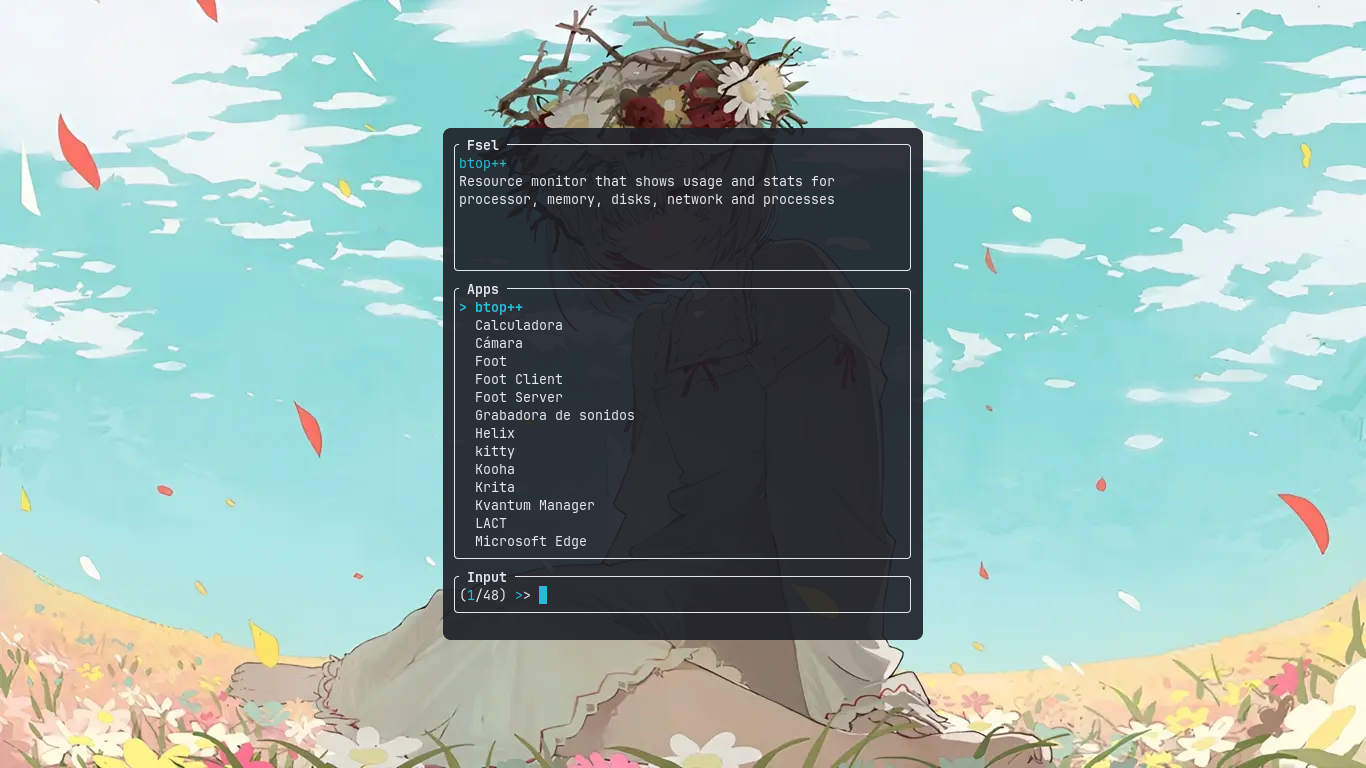 Fsel
btop++
Resource monitor that shows usage and stats for
processor, memory, disks, network and processes
Apps
> btop++
Calculadora
Cámara
Foot
Foot Client
Foot Server
Grabadora de sonidos
Helix
kitty
Kooha
Krita
Kvantum Manager
LACT
Microsoft Edge
Input
(1/48) >>